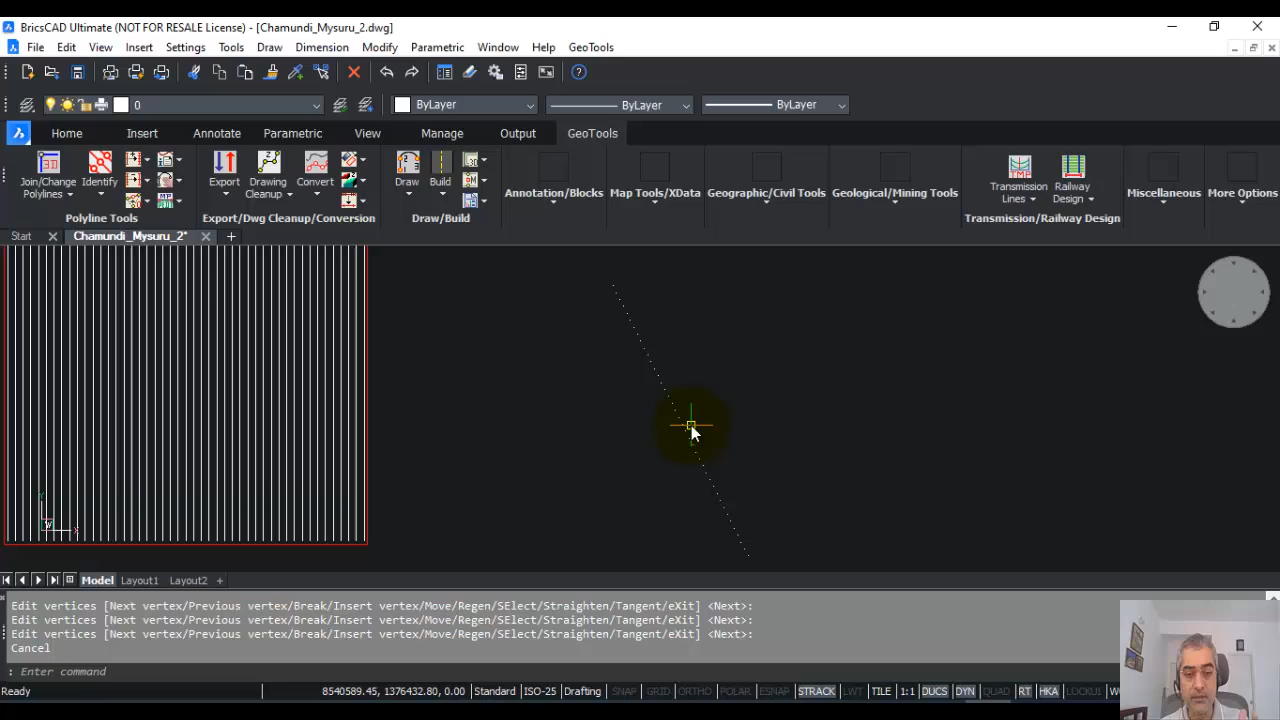 BricsCAD Ultimate (NOT FOR RESALE License) - [Chamundi_Mysuru_2.dwg]
File Edit View Insert Settings Tools Draw Dimension Modify Parametric Window Help GeoTools
0 ByLayer ByLayer ByLayer
Home Insert Annotate Parametric View Manage Output GeoTools
Join/Change Polylines
Identify
Export
Drawing Cleanup
Convert
Draw
Build
Annotation/Blocks
Map Tools/XData
Geographic/Civil Tools
Geological/Mining Tools
Transmission Lines
Railway Design
Miscellaneous
More Options
Polyline Tools
Export/Dwg Cleanup/Conversion
Draw/Build
Transmission/Railway Design
Start Chamundi_Mysuru_2*
Y
W X
Model Layout1 Layout2
Edit vertices [Next vertex/Previous vertex/Break/Insert vertex/Move/Regen/SElect/Straighten/Tangent/eXit] <Next>:
Edit vertices [Next vertex/Previous vertex/Break/Insert vertex/Move/Regen/SElect/Straighten/Tangent/eXit] <Next>:
Edit vertices [Next vertex/Previous vertex/Break/Insert vertex/Move/Regen/SElect/Straighten/Tangent/eXit] <Next>:
Cancel
: Enter command
Ready 8540589.45, 1376432.80, 0.00 Standard ISO-25 Drafting SNAP GRID ORTHO POLAR ESNAP STRACK LWT TILE 1:1 DUCS DYN QUAD RT HKA LOCKUI